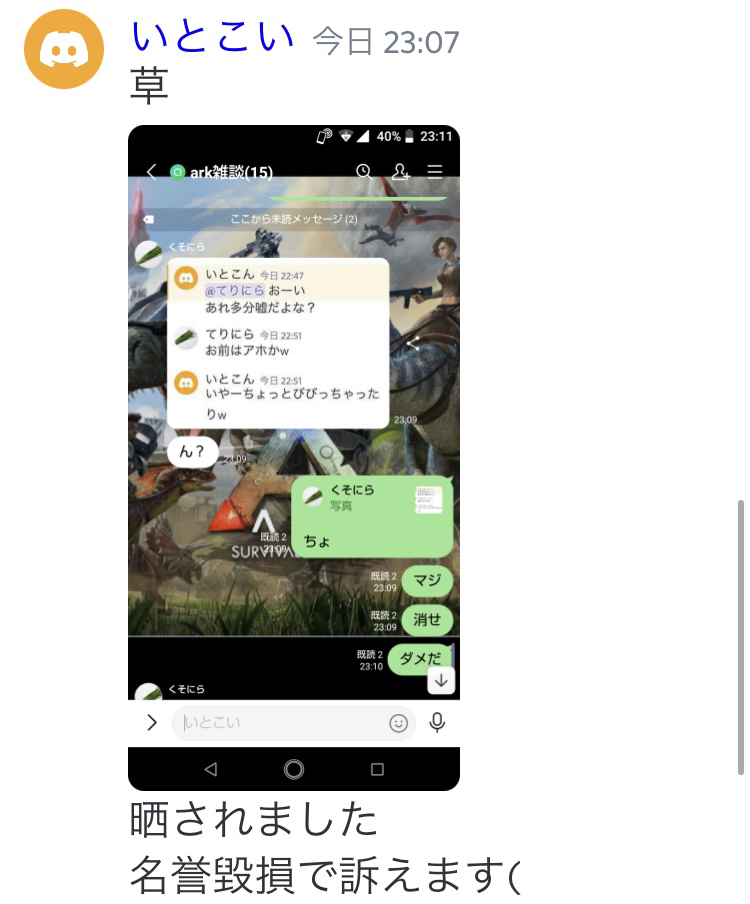 いとこい 今日 23:07
草
40% 23:11
ark雑談(15)
ここから未読メッセージ (2)
くそにら
いとこん 今日 22:47
@てりにら おーい
あれ多分嘘だよな？
てりにら 今日 22:51
お前はアホかw
いとこん 今日 22:51
いやーちょっとびびっちゃった
りw
23:09
ん？
23:09
くそにら
写真
ちょ
既読 2
23:09
SURVIVA
マジ
既読 2
23:09
消せ
既読 2
23:09
ダメだ
既読 2
23:10
くそにら
いとこい
晒されました
名誉毀損で訴えます(